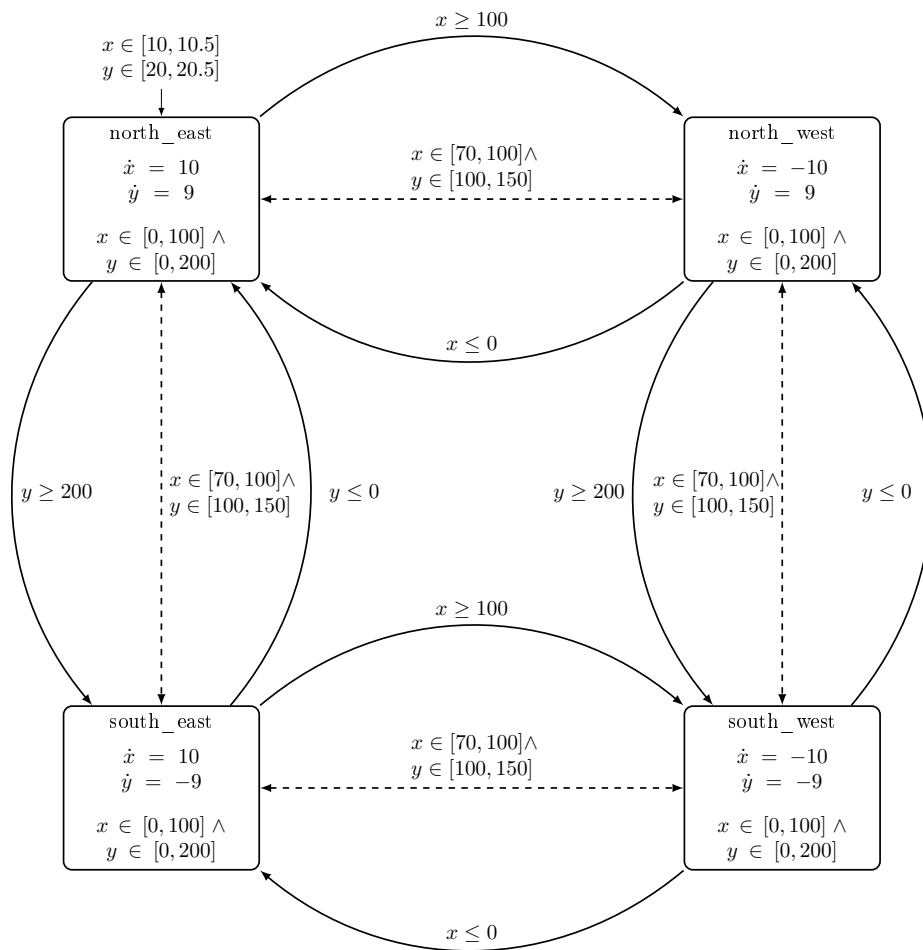 x ≥ 100
x ∈ [10, 10.5]
y ∈ [20, 20.5]
north_east
ẋ = 10
ẏ = 9
x ∈ [0, 100] ∧
y ∈ [0, 200]
x ∈ [70, 100]∧
y ∈ [100, 150]
north_west
ẋ = −10
ẏ = 9
x ∈ [0, 100] ∧
y ∈ [0, 200]
x ≤ 0
y ≥ 200
x ∈ [70, 100]∧
y ∈ [100, 150]
y ≤ 0
y ≥ 200
x ∈ [70, 100]∧
y ∈ [100, 150]
y ≤ 0
x ≥ 100
south_east
ẋ = 10
ẏ = −9
x ∈ [0, 100] ∧
y ∈ [0, 200]
x ∈ [70, 100]∧
y ∈ [100, 150]
south_west
ẋ = −10
ẏ = −9
x ∈ [0, 100] ∧
y ∈ [0, 200]
x ≤ 0